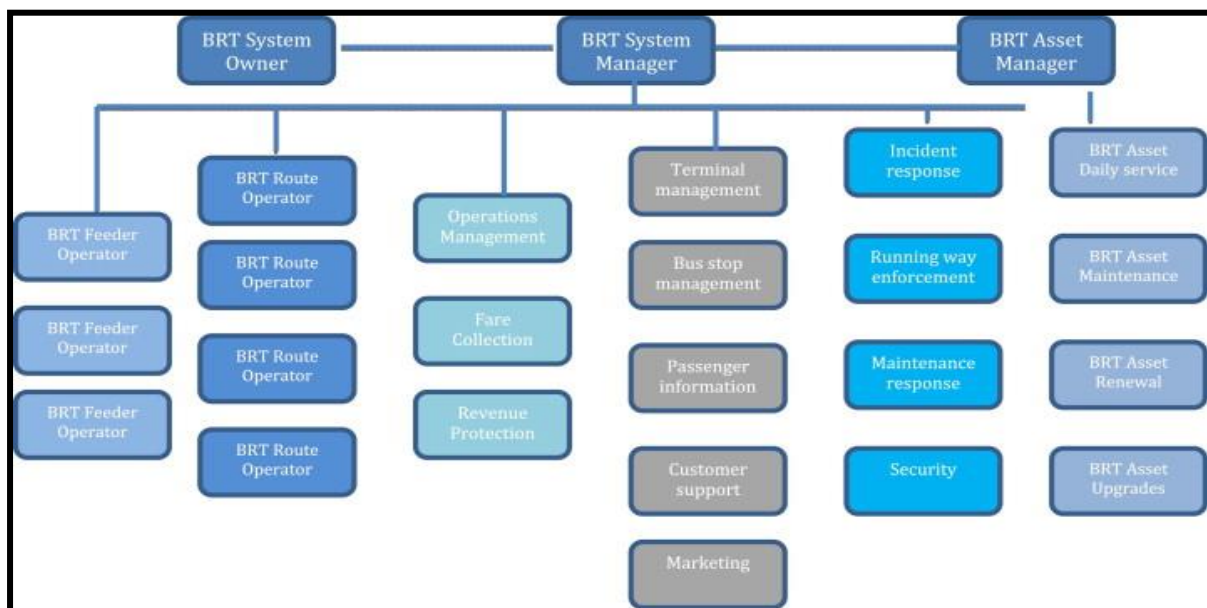 BRT System
Owner
BRT System
Manager
BRT Asset
Manager
BRT Feeder
Operator
BRT Feeder
Operator
BRT Feeder
Operator
BRT Route
Operator
BRT Route
Operator
BRT Route
Operator
BRT Route
Operator
Operations
Management
Fare
Collection
Revenue
Protection
Terminal
management
Bus stop
management
Passenger
information
Customer
support
Marketing
Incident
response
Running way
enforcement
Maintenance
response
Security
BRT Asset
Daily service
BRT Asset
Maintenance
BRT Asset
Renewal
BRT Asset
Upgrades